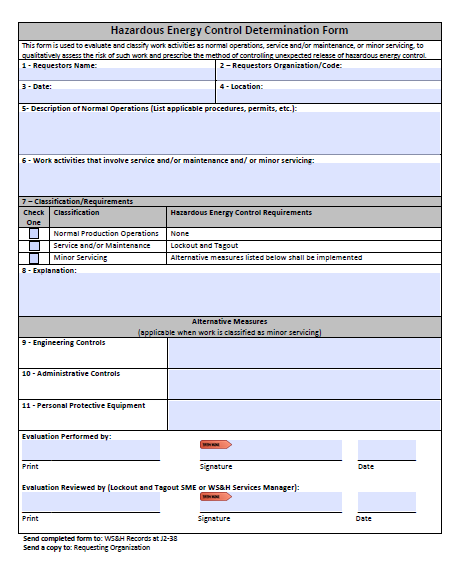 Hazardous Energy Control Determination Form
This form is used to evaluate and classify work activities as normal operations, service and/or maintenance, or minor servicing, to
qualitatively assess the risk of such work and prescribe the method of controlling unexpected release of hazardous energy control.
1 - Requestors Name:
2 – Requestors Organization/Code:
3 - Date:
4 - Location:
5- Description of Normal Operations (List applicable procedures, permits, etc.):
6 - Work activities that involve service and/or maintenance and/ or minor servicing:
7 – Classification/Requirements
Check One
Classification
Hazardous Energy Control Requirements
Normal Production Operations
None
Service and/or Maintenance
Lockout and Tagout
Minor Servicing
Alternative measures listed below shall be implemented
8 - Explanation:
Alternative Measures
(applicable when work is classified as minor servicing)
9 - Engineering Controls
10 - Administrative Controls
11 - Personal Protective Equipment
Evaluation Performed by:
Print
Signature
Date
Evaluation Reviewed by (Lockout and Tagout SME or WS&H Services Manager):
Print
Signature
Date
Send completed form to: WS&H Records at J2-38
Send a copy to: Requesting Organization